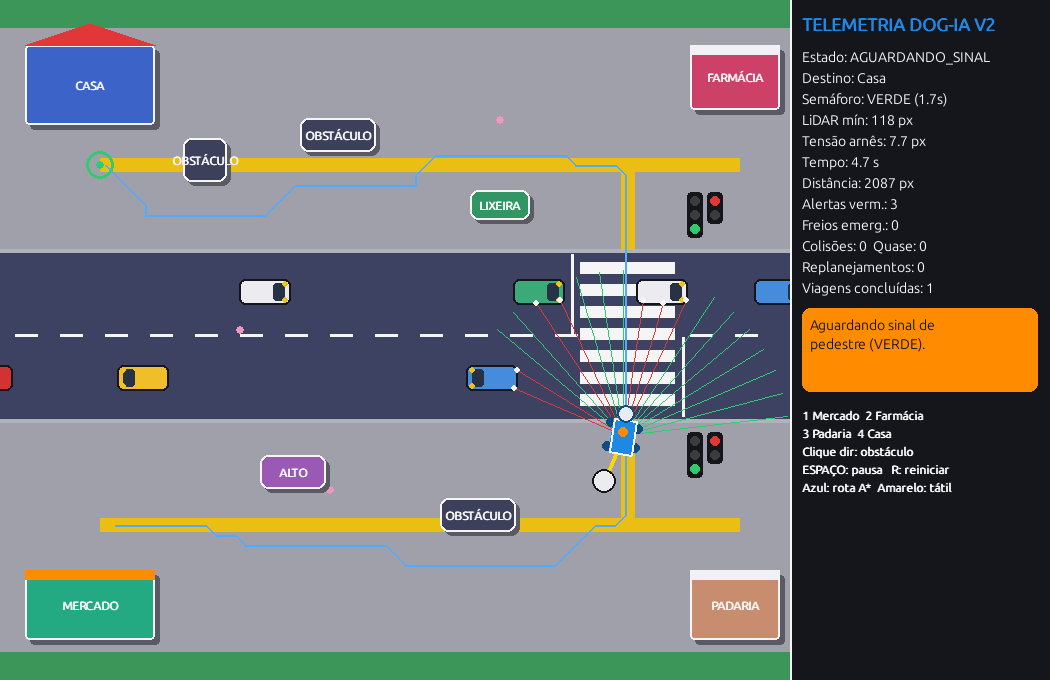 CASA
FARMÁCIA
OBSTÁCULO
OBSTÁCULO
LIXEIRA
ALTO
OBSTÁCULO
MERCADO
PADARIA
TELEMETRIA DOG-IA V2
Estado: AGUARDANDO_SINAL
Destino: Casa
Semáforo: VERDE (1.7s)
LiDAR mín: 118 px
Tensão arnês: 7.7 px
Tempo: 4.7 s
Distância: 2087 px
Alertas verm.: 3
Freios emerg.: 0
Colisões: 0  Quase: 0
Replanejamentos: 0
Viagens concluídas: 1
Aguardando sinal de
pedestre (VERDE).
1 Mercado  2 Farmácia
3 Padaria  4 Casa
Clique dir: obstáculo
ESPAÇO: pausa   R: reiniciar
Azul: rota A*  Amarelo: tátil